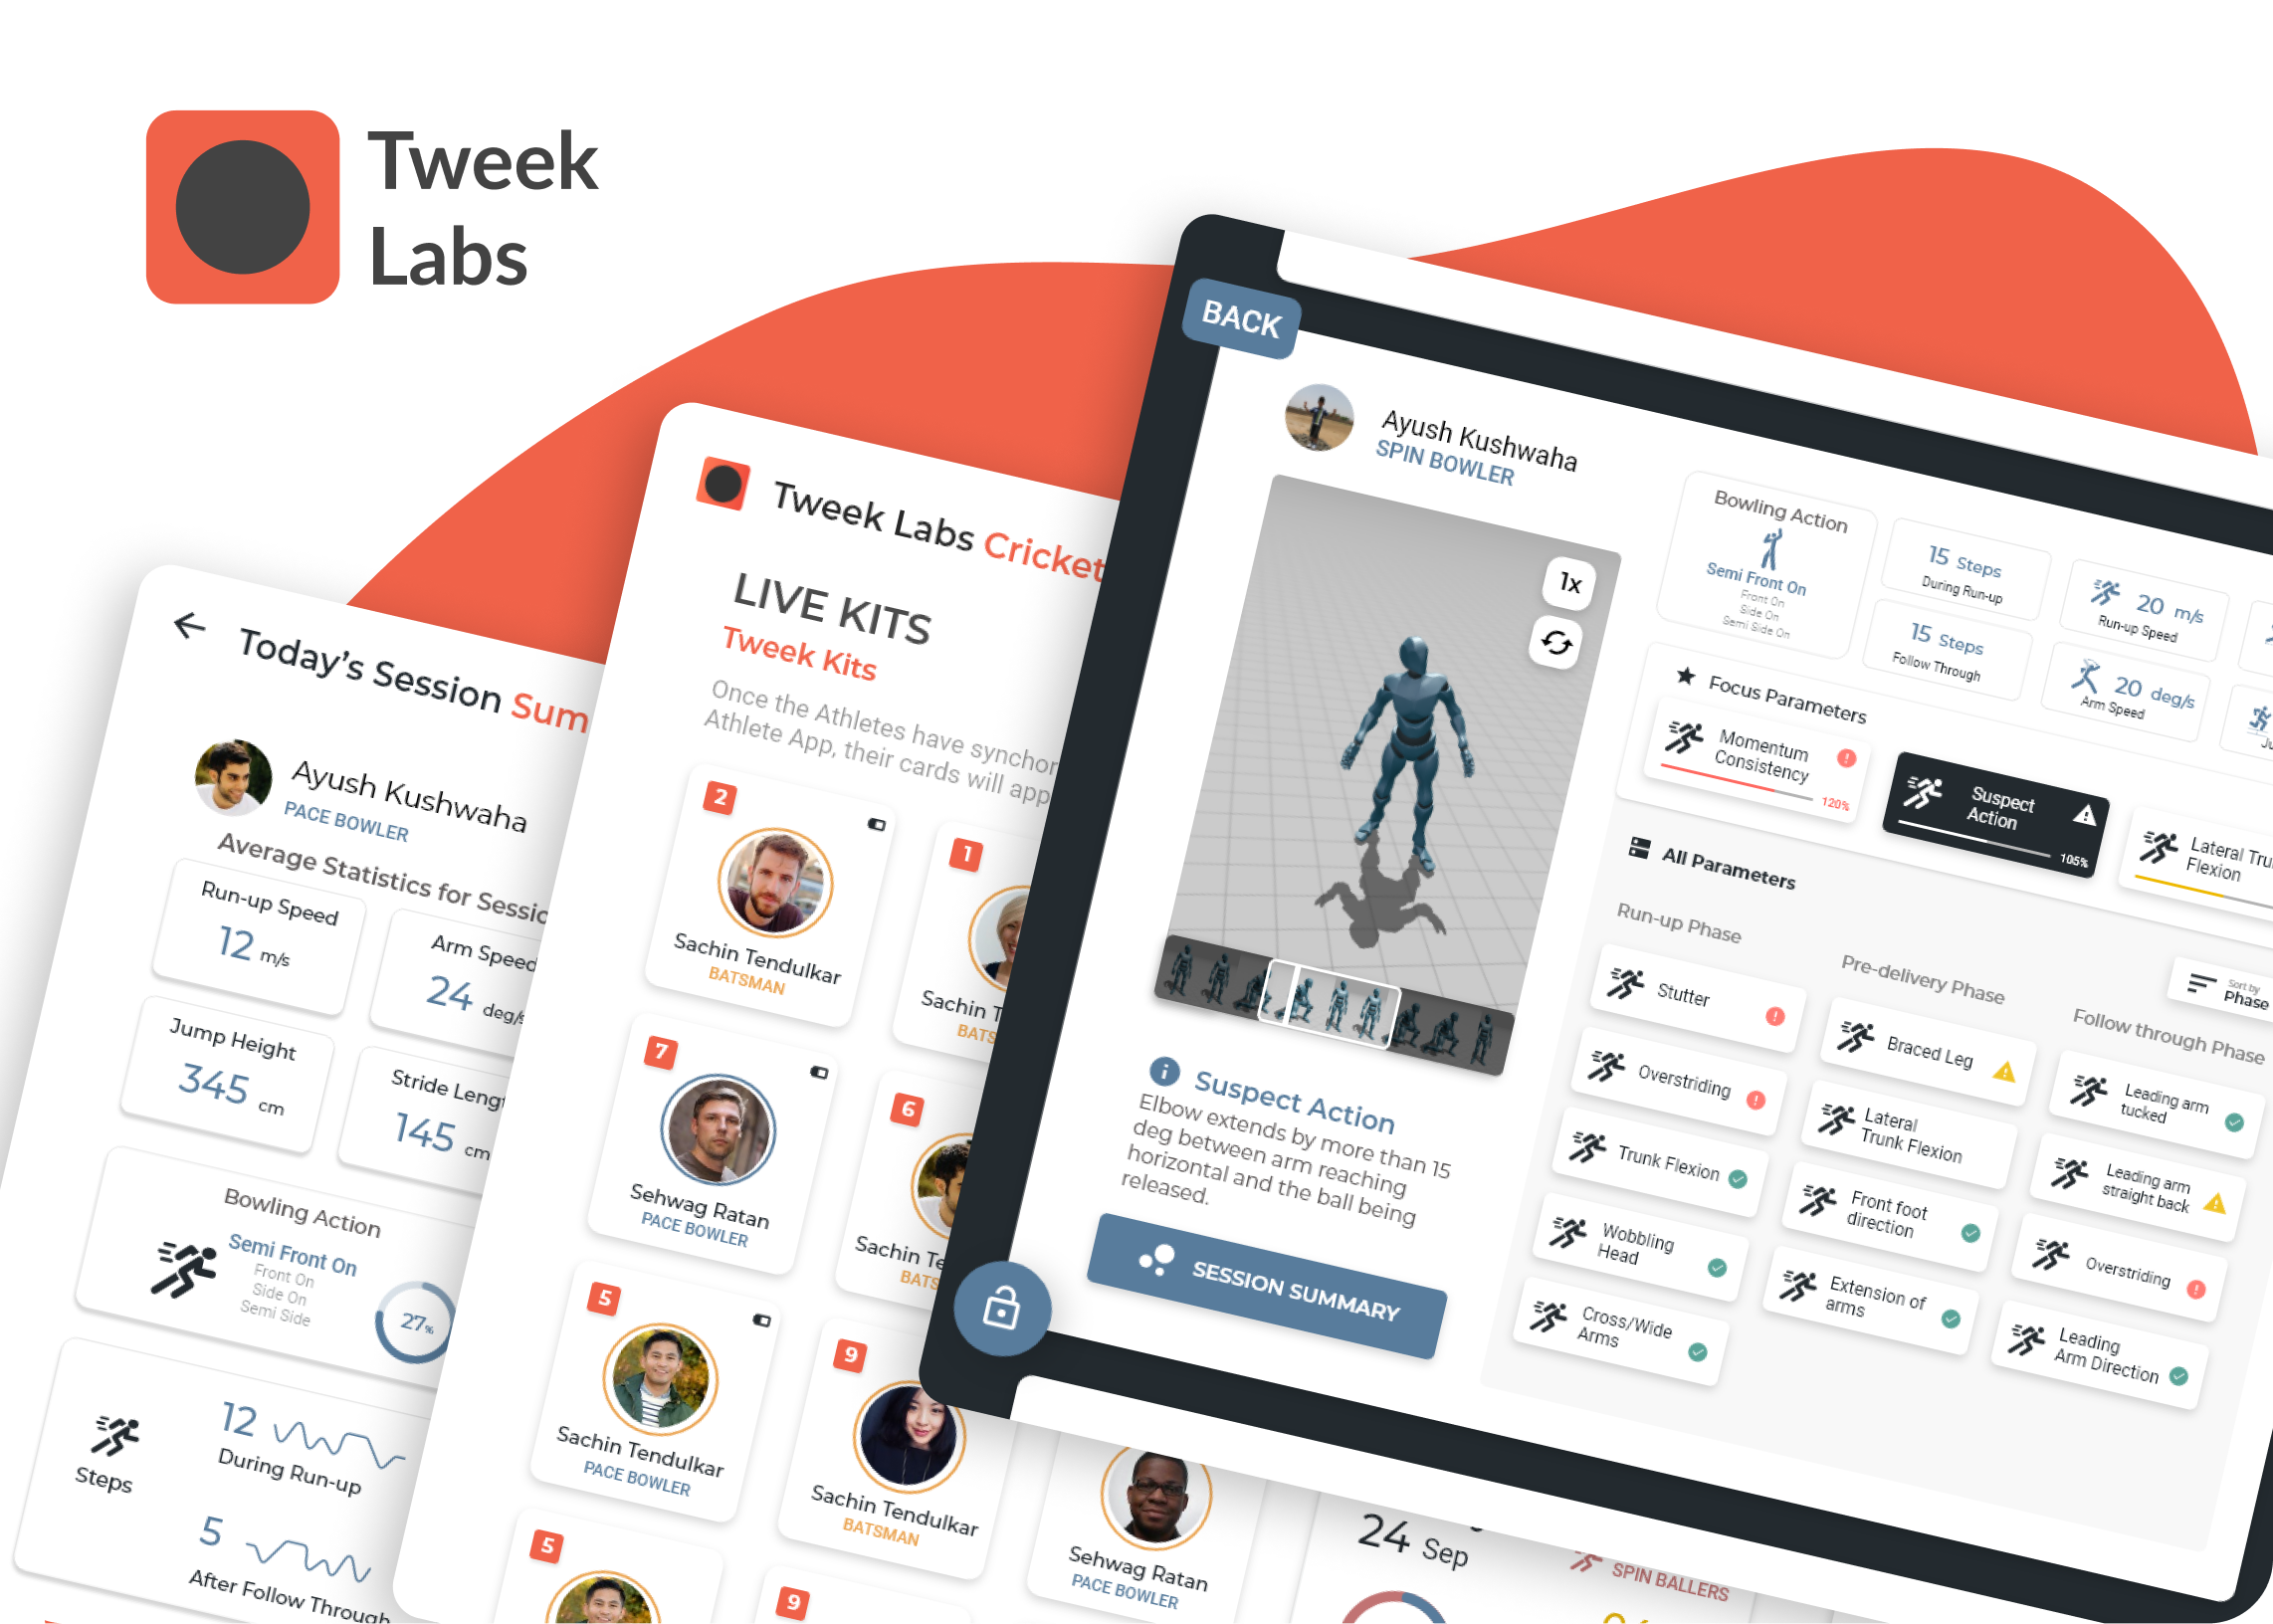 Tweek
Labs
←
Today's Session Sum
Ayush Kushwaha
PACE BOWLER
Average Statistics for Sessio
Run-up Speed
12 m/s
Arm Speed
24 deg/s
Jump Height
345 cm
Stride Leng
145 cm
Bowling Action
Semi Front On
Front On
Side On
Semi Side
27%
Steps
12
During Run-up
5
After Follow Through
Tweek Labs Cricket
LIVE KITS
Tweek Kits
Once the Athletes have synchor
Athlete App, their cards will app
2
Sachin Tendulkar
BATSMAN
1
Sachin T
BATS
7
Sehwag Ratan
PACE BOWLER
6
Sachin Te
BATS
5
Sachin Tendulkar
PACE BOWLER
9
Sachin Tendulkar
BATSMAN
Sehwag Ratan
PACE BOWLER
5
9
24 Sep
SPIN BALLERS
BACK
Ayush Kushwaha
SPIN BOWLER
1x
Suspect Action
Elbow extends by more than 15
deg between arm reaching
horizontal and the ball being
released.
SESSION SUMMARY
Bowling Action
Semi Front On
Front On
Side On
Semi Side On
15 Steps
During Run-up
15 Steps
Follow Through
20 m/s
Run-up Speed
20 deg/s
Arm Speed
Ju
Focus Parameters
Momentum
Consistency
120%
Suspect
Action
105%
Lateral Tru
Flexion
All Parameters
Sort by
Phase
Run-up Phase
Stutter
Overstriding
Trunk Flexion
Wobbling
Head
Cross/Wide
Arms
Pre-delivery Phase
Braced Leg
Lateral
Trunk Flexion
Front foot
direction
Extension of
arms
Follow through Phase
Leading arm
tucked
Leading arm
straight back
Overstriding
Leading
Arm Direction